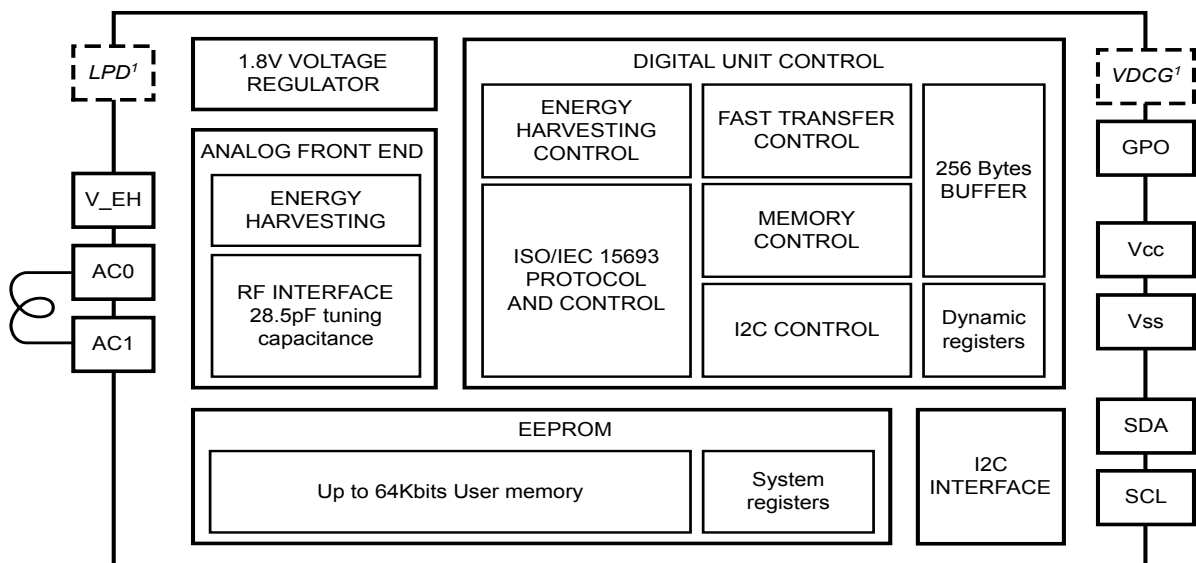 LPD¹
V_EH
AC0
AC1
1.8V VOLTAGE
REGULATOR
ANALOG FRONT END
ENERGY
HARVESTING
RF INTERFACE
28.5pF tuning
capacitance
DIGITAL UNIT CONTROL
ENERGY
HARVESTING
CONTROL
ISO/IEC 15693
PROTOCOL
AND CONTROL
FAST TRANSFER
CONTROL
MEMORY
CONTROL
I2C CONTROL
256 Bytes
BUFFER
Dynamic
registers
EEPROM
Up to 64Kbits User memory
System
registers
I2C
INTERFACE
VDCG¹
GPO
Vcc
Vss
SDA
SCL